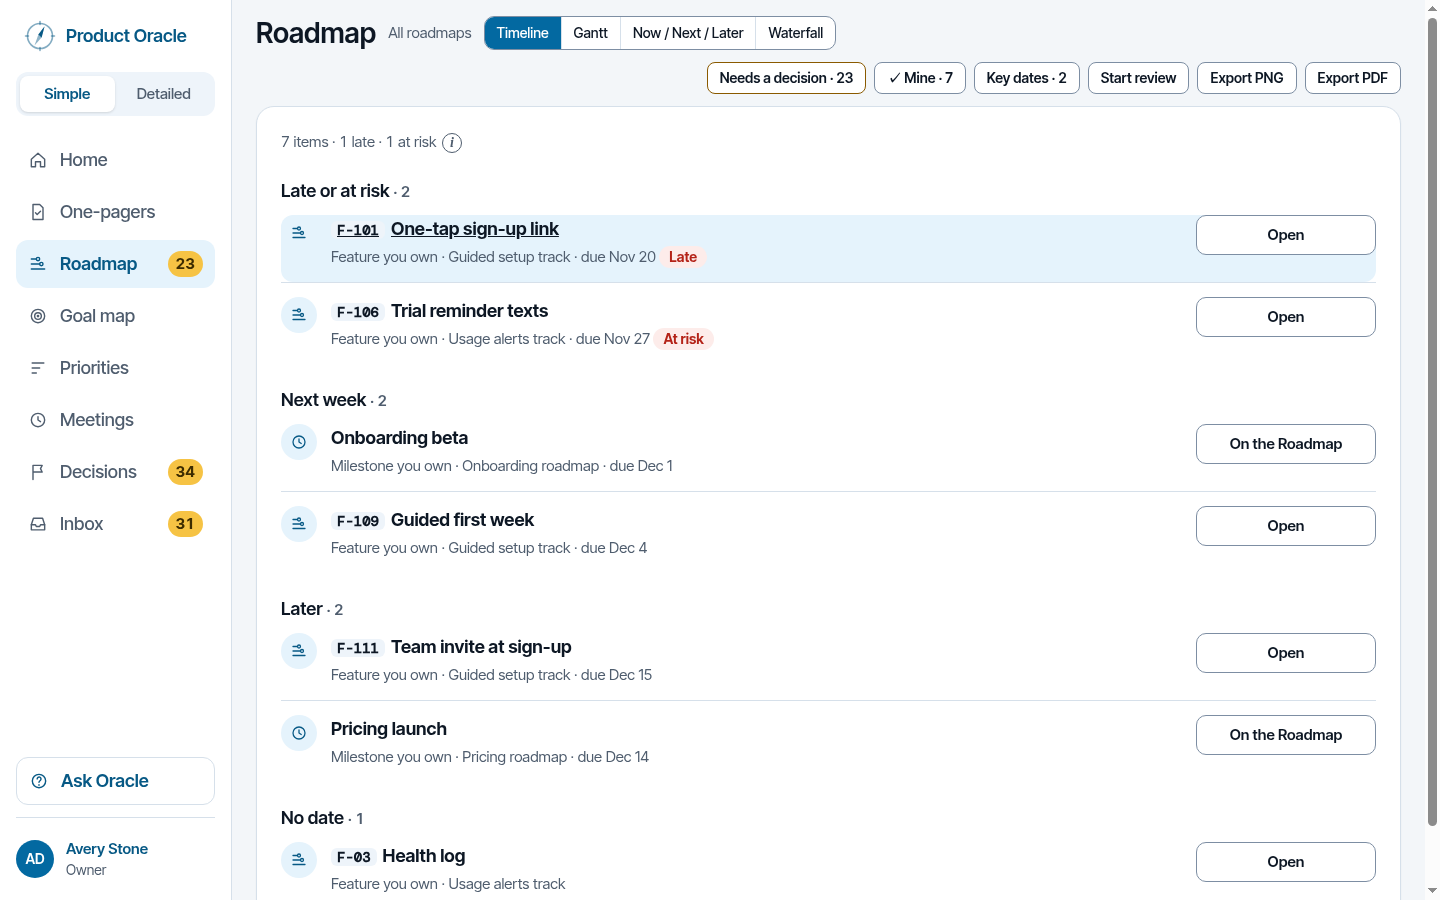 Product Oracle
Simple
Detailed
Home
One-pagers
Roadmap 23
Goal map
Priorities
Meetings
Decisions 34
Inbox 31
Ask Oracle
AD
Avery Stone
Owner
Roadmap
All roadmaps
Timeline
Gantt
Now / Next / Later
Waterfall
Needs a decision · 23
✓ Mine · 7
Key dates · 2
Start review
Export PNG
Export PDF
7 items · 1 late · 1 at risk i
Late or at risk · 2
F-101 One-tap sign-up link
Feature you own · Guided setup track · due Nov 20 Late
Open
F-106 Trial reminder texts
Feature you own · Usage alerts track · due Nov 27 At risk
Open
Next week · 2
Onboarding beta
Milestone you own · Onboarding roadmap · due Dec 1
On the Roadmap
F-109 Guided first week
Feature you own · Guided setup track · due Dec 4
Open
Later · 2
F-111 Team invite at sign-up
Feature you own · Guided setup track · due Dec 15
Open
Pricing launch
Milestone you own · Pricing roadmap · due Dec 14
On the Roadmap
No date · 1
F-03 Health log
Feature you own · Usage alerts track
Open